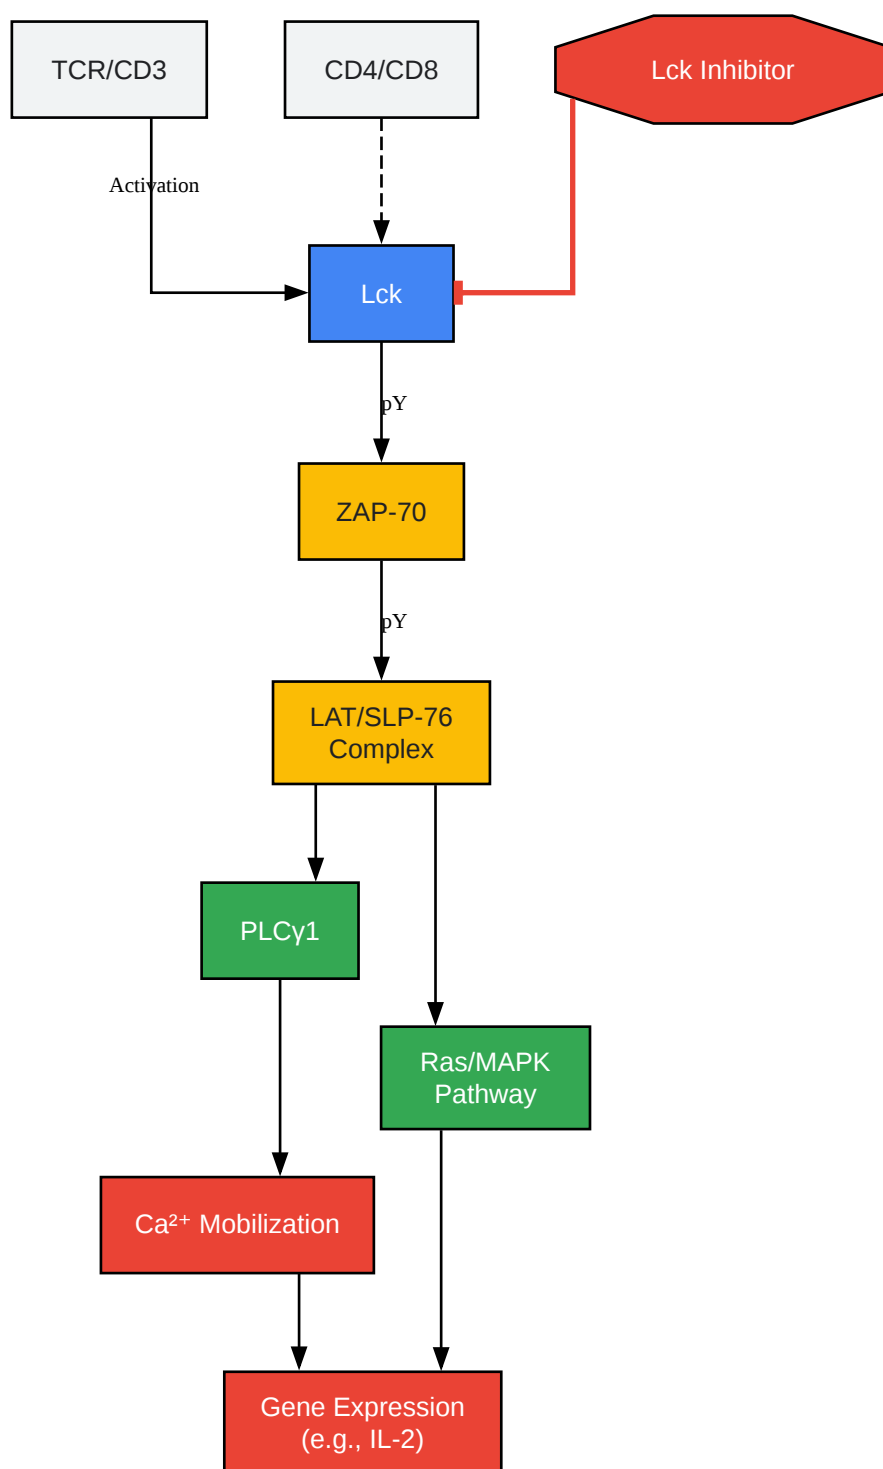 TCR/CD3
CD4/CD8
Lck Inhibitor
Activation
Lck
pY
ZAP-70
pY
LAT/SLP-76
Complex
PLCγ1
Ras/MAPK
Pathway
Ca²⁺ Mobilization
Gene Expression
(e.g., IL-2)